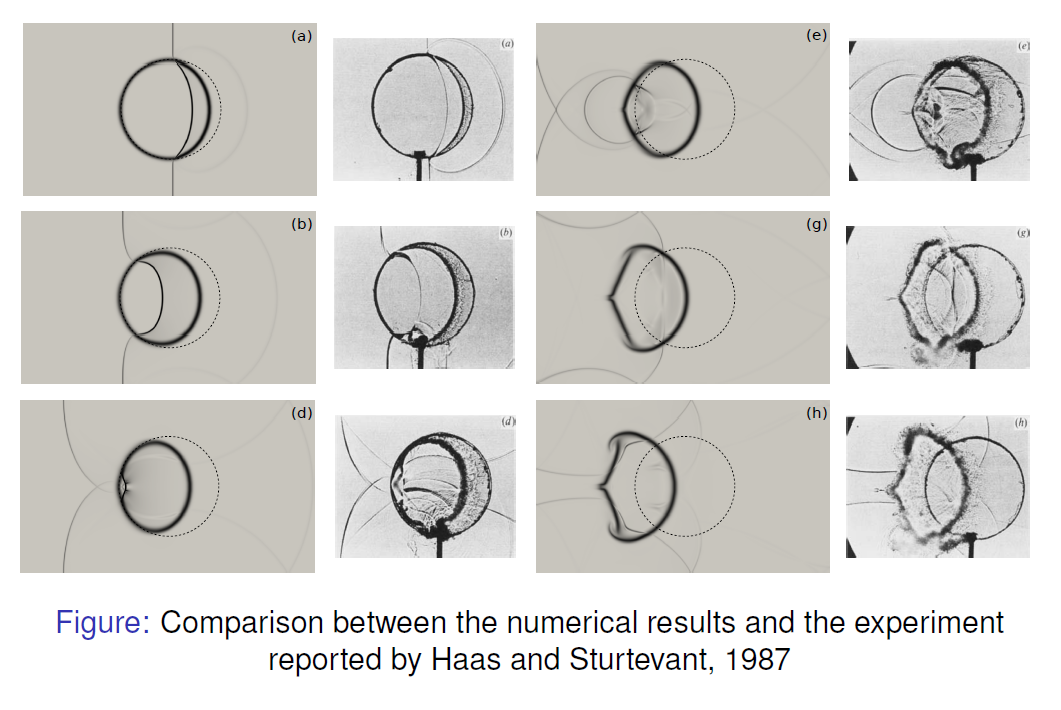 (a)
(a)
(e)
(e)
(b)
(b)
(g)
(g)
(d)
(d)
(h)
(h)
Figure: Comparison between the numerical results and the experiment
reported by Haas and Sturtevant, 1987